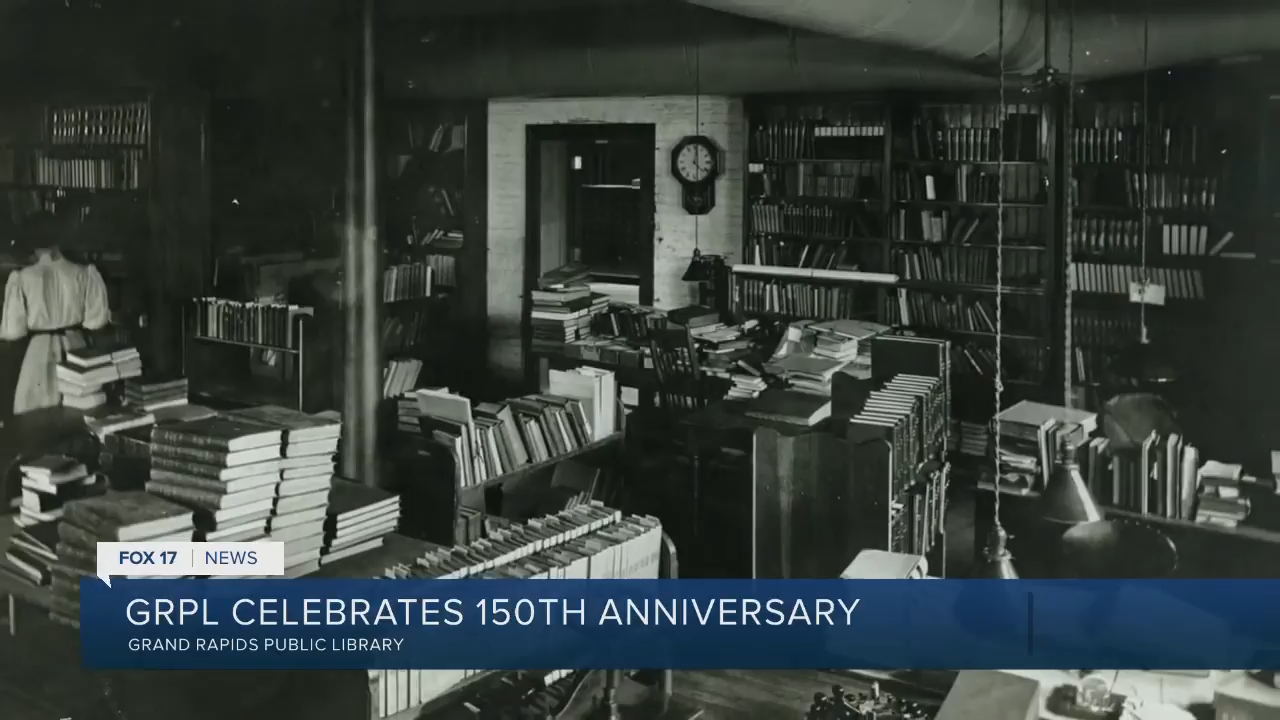 FOX 17 | NEWS
GRPL CELEBRATES 150TH ANNIVERSARY
GRAND RAPIDS PUBLIC LIBRARY